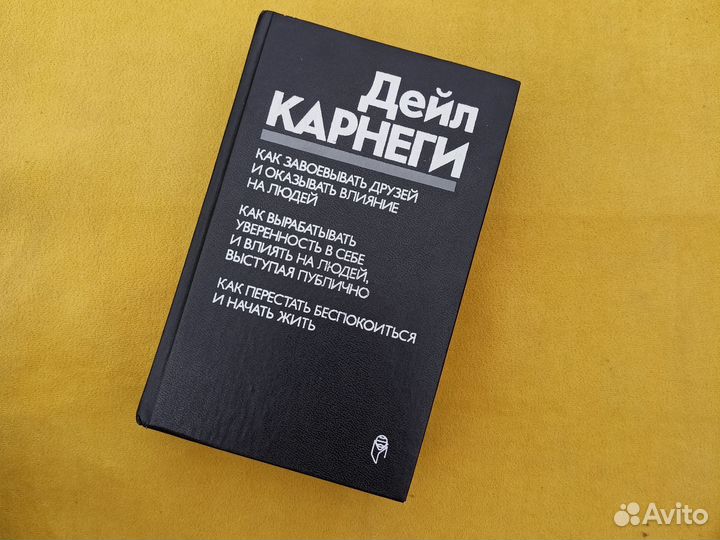 Дейл
КАРНЕГИ
КАК ЗАВОЕВЫВАТЬ ДРУЗЕЙ
И ОКАЗЫВАТЬ ВЛИЯНИЕ
НА ЛЮДЕЙ
КАК ВЫРАБАТЫВАТЬ
УВЕРЕННОСТЬ В СЕБЕ
И ВЛИЯТЬ НА ЛЮДЕЙ,
ВЫСТУПАЯ ПУБЛИЧНО
КАК ПЕРЕСТАТЬ БЕСПОКОИТЬСЯ
И НАЧАТЬ ЖИТЬ
Avito